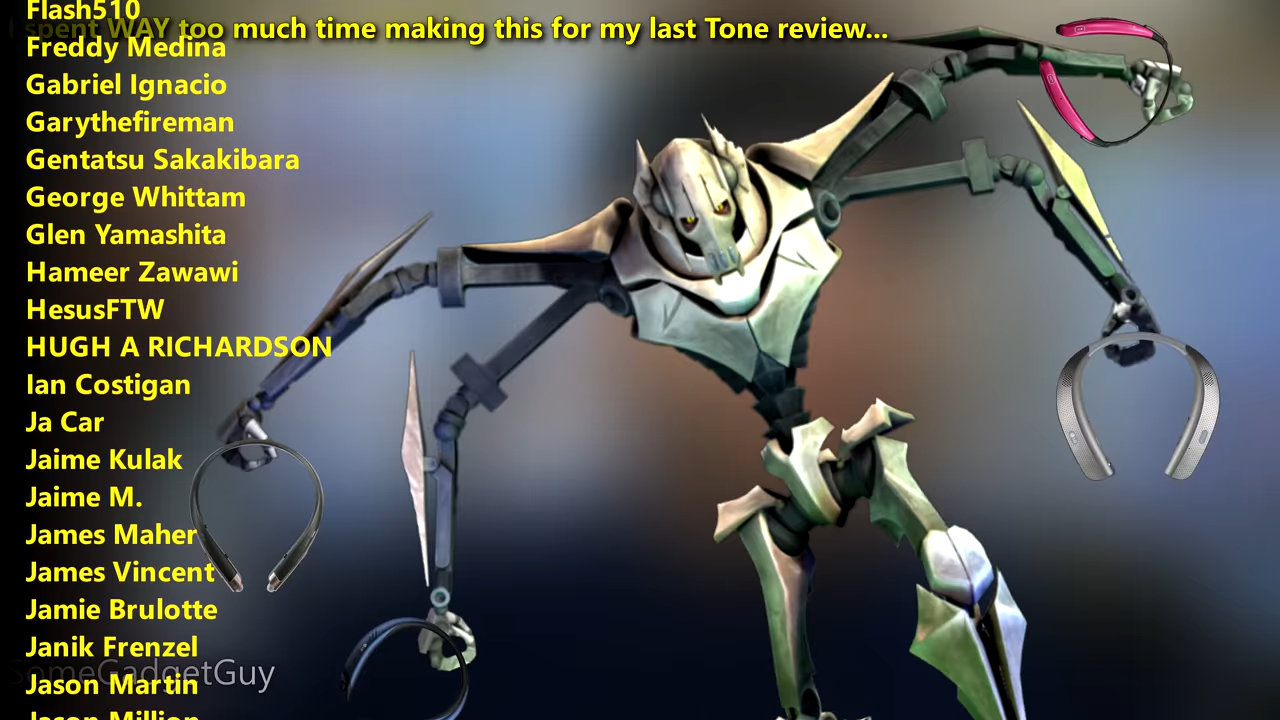 I spent WAY too much time making this for my last Tone review...
Flash510
Freddy Medina
Gabriel Ignacio
Garythefireman
Gentatsu Sakakibara
George Whittam
Glen Yamashita
Hameer Zawawi
HesusFTW
HUGH A RICHARDSON
Ian Costigan
Ja Car
Jaime Kulak
Jaime M.
James Maher
James Vincent
Jamie Brulotte
Janik Frenzel
SomeGadgetGuy
Jason Martin
Jason Million